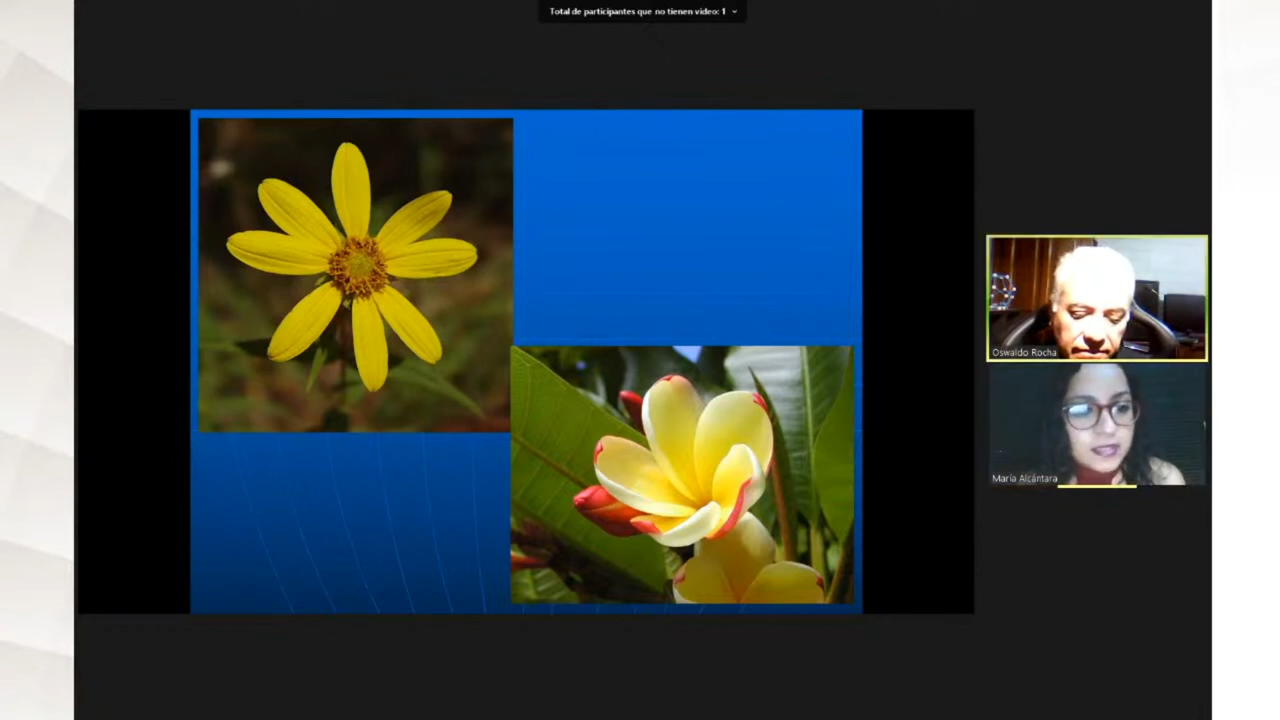 Total de participantes que no tienen video: 1
Oswaldo Rocha
María Alcántara